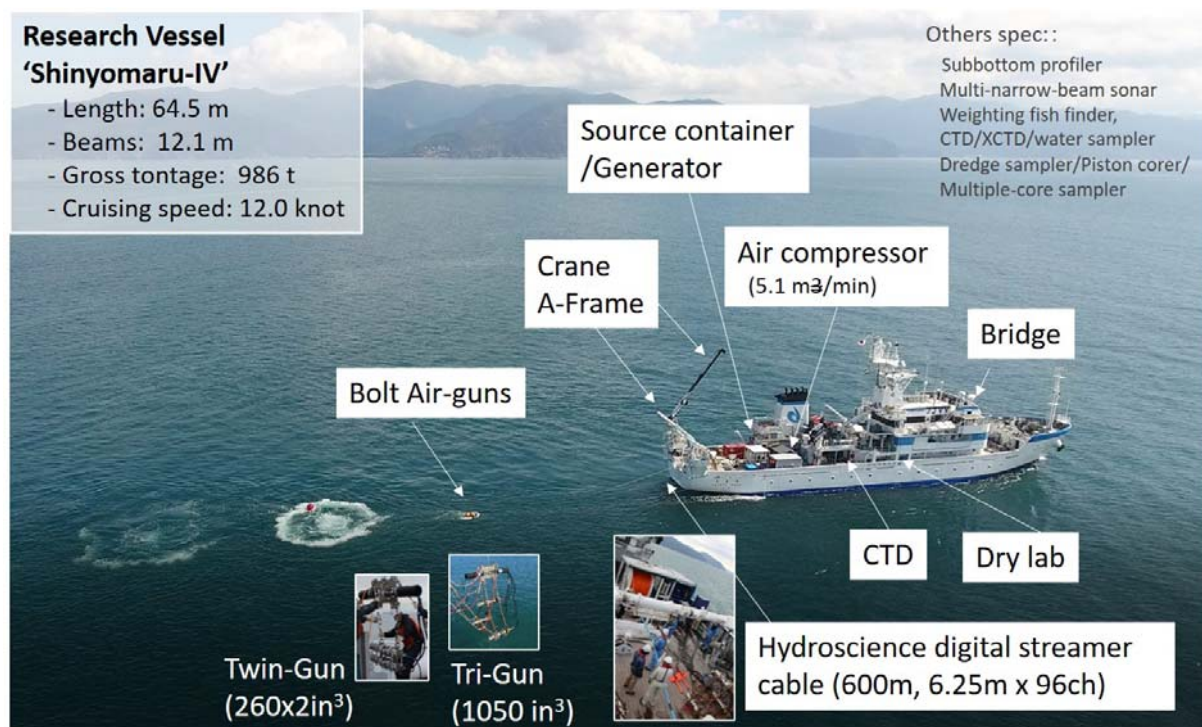 Research Vessel
‘Shinyomaru-IV’
- Length: 64.5 m
- Beams: 12.1 m
- Gross tontage: 986 t
- Cruising speed: 12.0 knot
Others spec::
Subbottom profiler
Multi-narrow-beam sonar
Weighting fish finder,
CTD/XCTD/water sampler
Dredge sampler/Piston corer/
Multiple-core sampler
Source container
/Generator
Crane
A-Frame
Air compressor
(5.1 m3/min)
Bridge
Bolt Air-guns
CTD
Dry lab
Twin-Gun
(260x2in³)
Tri-Gun
(1050 in³)
Hydroscience digital streamer
cable (600m, 6.25m x 96ch)